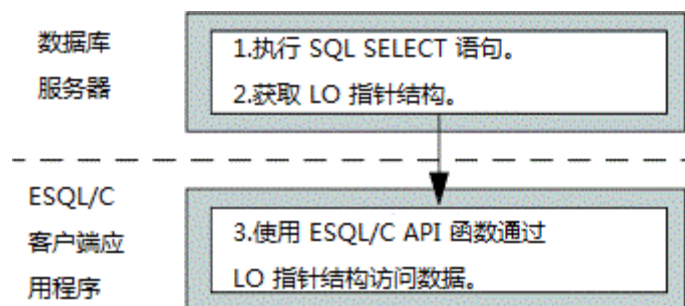 数据库
服务器
1.执行 SQL SELECT 语句。
2.获取 LO 指针结构。
ESQL/C
客户端应
用程序
3.使用 ESQL/C API 函数通过
LO 指针结构访问数据。